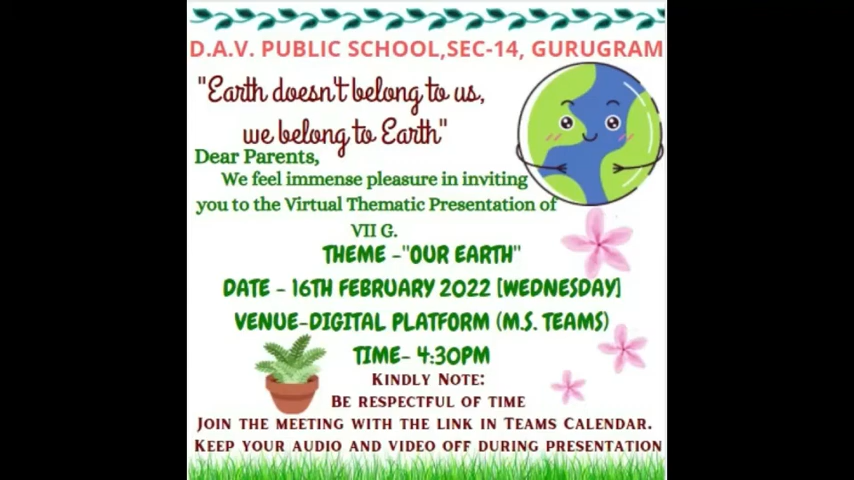 D.A.V. PUBLIC SCHOOL,SEC-14, GURUGRAM
"Earth doesn't belong to us,
we belong to Earth"
Dear Parents,
We feel immense pleasure in inviting
you to the Virtual Thematic Presentation of
VII G.
THEME -"OUR EARTH"
DATE - 16TH FEBRUARY 2022 [WEDNESDAY]
VENUE-DIGITAL PLATFORM (M.S. TEAMS)
TIME- 4:30PM
KINDLY NOTE:
BE RESPECTFUL OF TIME
JOIN THE MEETING WITH THE LINK IN TEAMS CALENDAR.
KEEP YOUR AUDIO AND VIDEO OFF DURING PRESENTATION